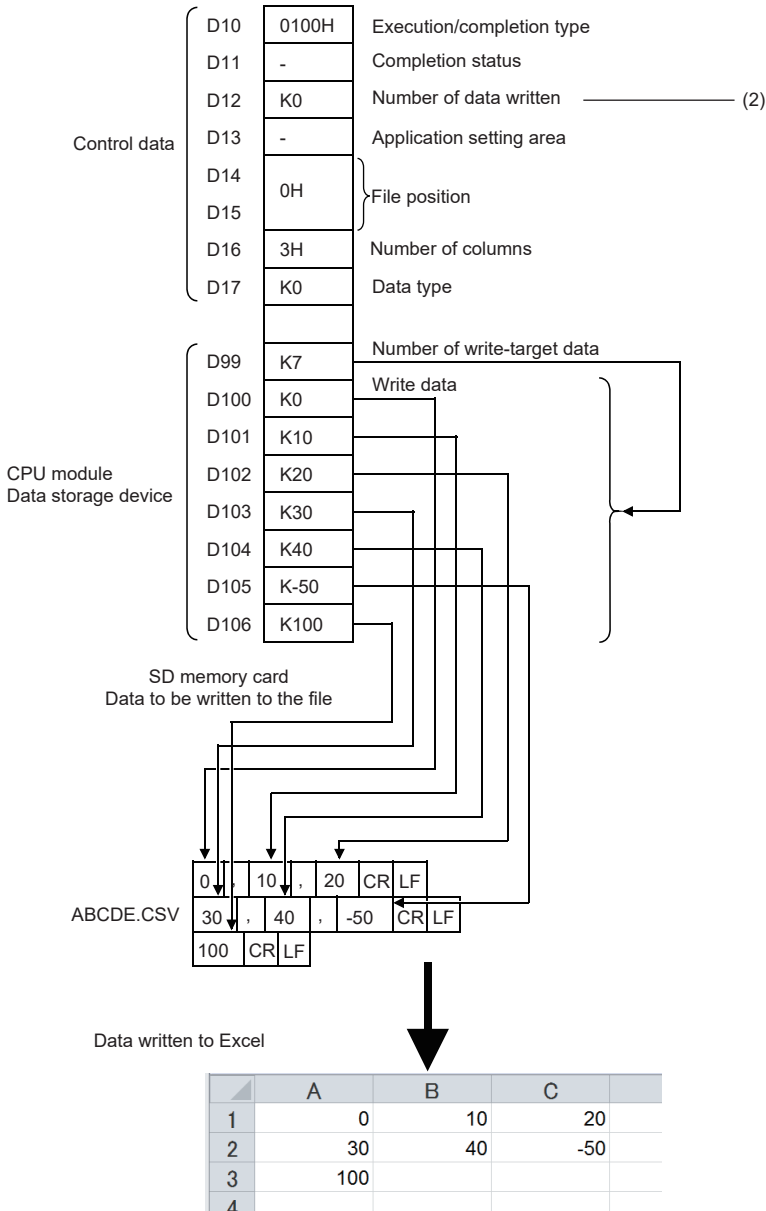 D10 0100H Execution/completion type
D11 - Completion status
D12 K0 Number of data written (2)
Control data D13 - Application setting area
D14
0H File position
D15
D16 3H Number of columns
D17 K0 Data type
D99 K7 Number of write-target data
Write data
D100 K0
D101 K10
CPU module
Data storage device
D102 K20
D103 K30
D104 K40
D105 K-50
D106 K100
SD memory card
Data to be written to the file
0 , 10 , 20 CR LF
ABCDE.CSV 30 , 40 , -50 CR LF
100 CR LF
Data written to Excel
A B C
1 0 10 20
2 30 40 -50
3 100
4